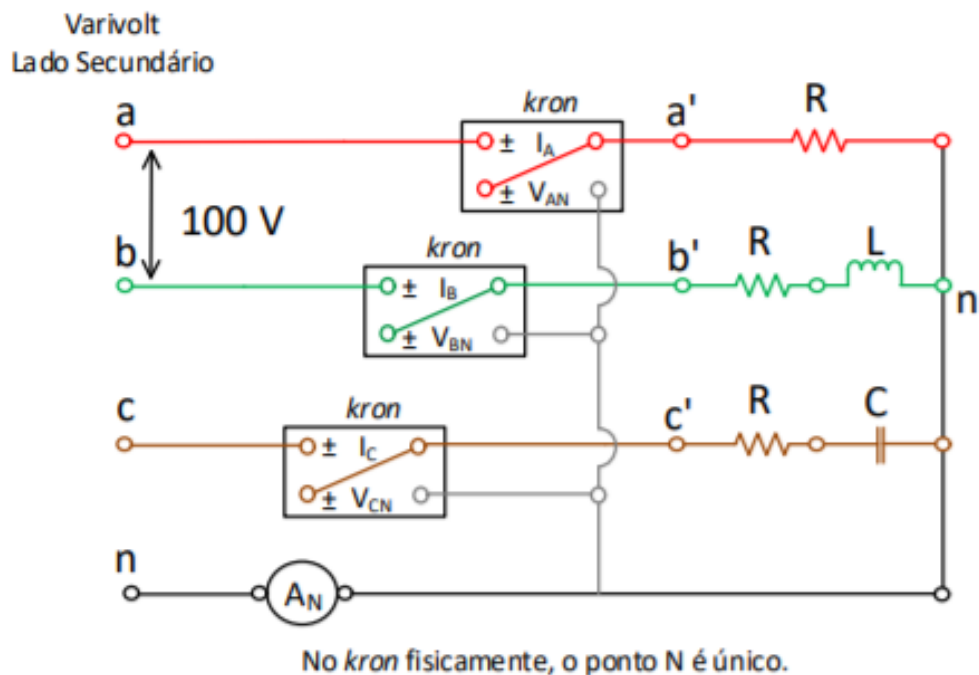 Varivolt
Lado Secundário
a
kron
a'
R
± I_A
± V_AN
100 V
b
kron
b'
R
L
± I_B
n
± V_BN
c
kron
c'
R
C
± I_C
± V_CN
n
A_N
No kron fisicamente, o ponto N é único.